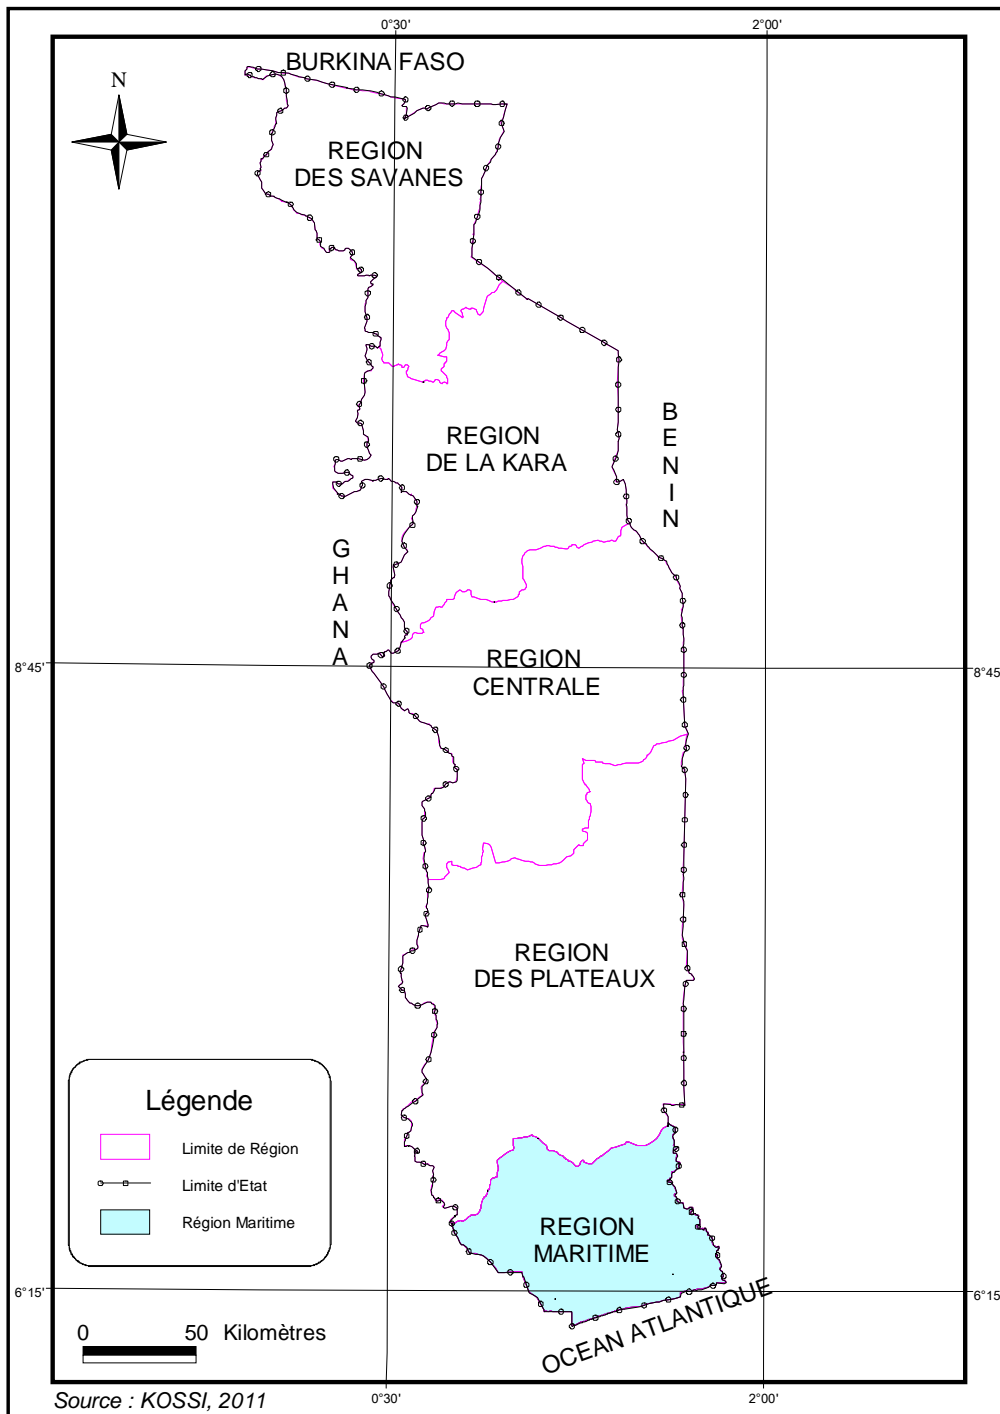 0°30'
2°00'
BURKINA FASO
N
REGION
DES SAVANES
REGION
DE LA KARA
BENIN
GHANA
8°45'
8°45'
REGION
CENTRALE
REGION
DES PLATEAUX
Légende
Limite de Région
Limite d'Etat
Région Maritime
REGION
MARITIME
6°15'
6°15'
OCEAN ATLANTIQUE
0
50
Kilomètres
Source : KOSSI, 2011
0°30'
2°00'